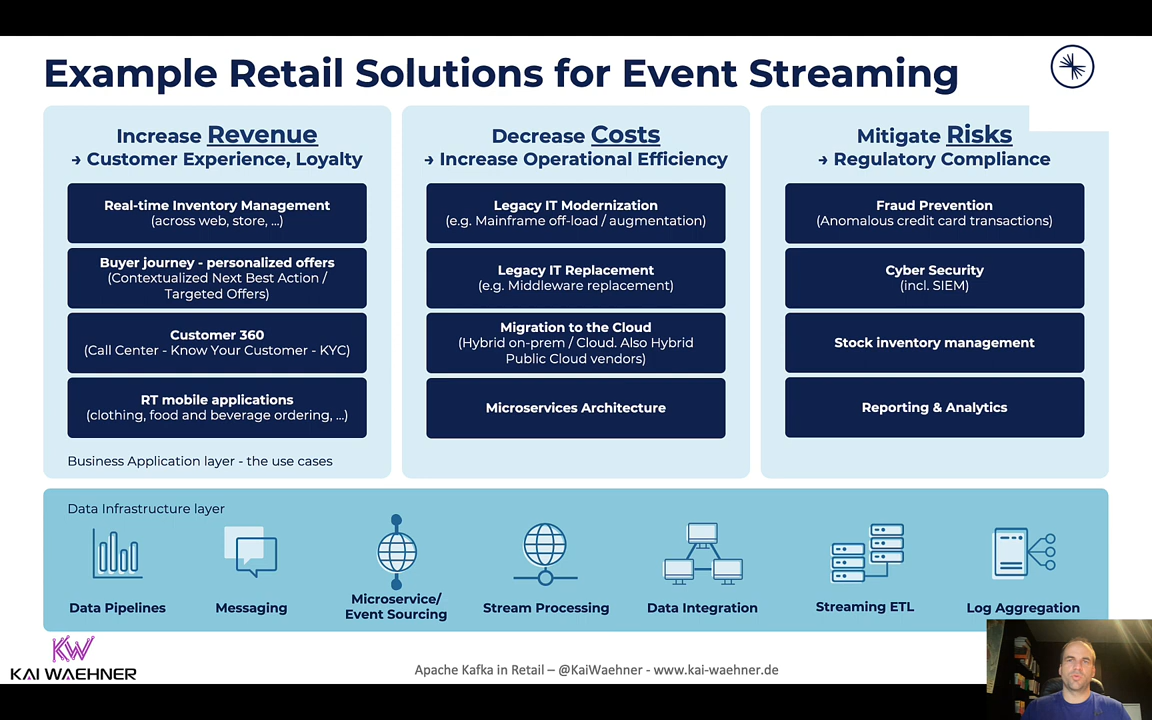 Example Retail Solutions for Event Streaming
Increase Revenue
→ Customer Experience, Loyalty
Real-time Inventory Management
(across web, store, ...)
Buyer journey - personalized offers
(Contextualized Next Best Action /
Targeted Offers)
Customer 360
(Call Center - Know Your Customer - KYC)
RT mobile applications
(clothing, food and beverage ordering, ...)
Business Application layer - the use cases
Decrease Costs
→ Increase Operational Efficiency
Legacy IT Modernization
(e.g. Mainframe off-load / augmentation)
Legacy IT Replacement
(e.g. Middleware replacement)
Migration to the Cloud
(Hybrid on-prem / Cloud. Also Hybrid
Public Cloud vendors)
Microservices Architecture
Mitigate Risks
→ Regulatory Compliance
Fraud Prevention
(Anomalous credit card transactions)
Cyber Security
(incl. SIEM)
Stock inventory management
Reporting & Analytics
Data Infrastructure layer
Data Pipelines
Messaging
Microservice/
Event Sourcing
Stream Processing
Data Integration
Streaming ETL
Log Aggregation
KW
KAI WAEHNER
Apache Kafka in Retail – @KaiWaehner - www.kai-waehner.de